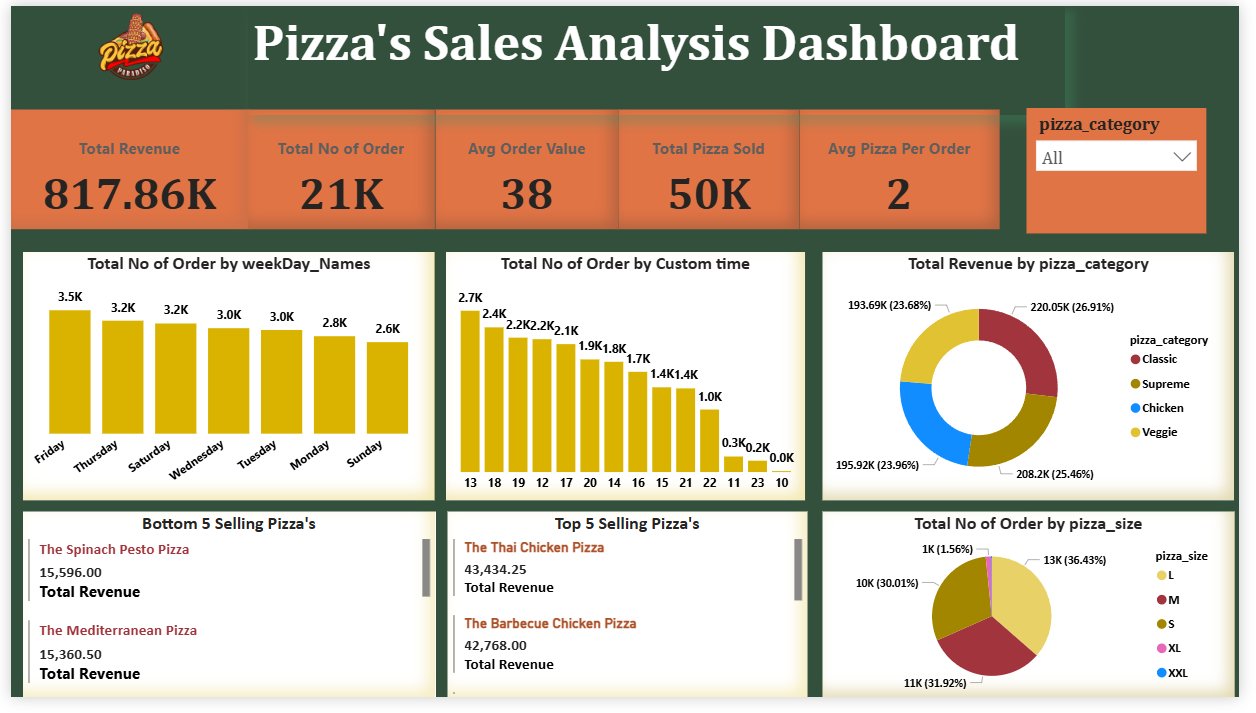 Pizza
PARADISO
Pizza's Sales Analysis Dashboard
Total Revenue
817.86K
Total No of Order
21K
Avg Order Value
38
Total Pizza Sold
50K
Avg Pizza Per Order
2
pizza_category
All
Total No of Order by weekDay_Names
3.5K 3.2K 3.2K 3.0K 3.0K 2.8K 2.6K
Friday Thursday Saturday Wednesday Tuesday Monday Sunday
Total No of Order by Custom time
2.7K 2.4K 2.2K 2.2K 2.1K 1.9K 1.8K 1.7K 1.4K 1.4K 1.0K 0.3K 0.2K 0.0K
13 18 19 12 17 20 14 16 15 21 22 11 23 10
Total Revenue by pizza_category
193.69K (23.68%)
220.05K (26.91%)
195.92K (23.96%)
208.2K (25.46%)
pizza_category
Classic
Supreme
Chicken
Veggie
Bottom 5 Selling Pizza's
The Spinach Pesto Pizza
15,596.00
Total Revenue
The Mediterranean Pizza
15,360.50
Total Revenue
Top 5 Selling Pizza's
The Thai Chicken Pizza
43,434.25
Total Revenue
The Barbecue Chicken Pizza
42,768.00
Total Revenue
Total No of Order by pizza_size
1K (1.56%)
13K (36.43%)
10K (30.01%)
11K (31.92%)
pizza_size
L
M
S
XL
XXL